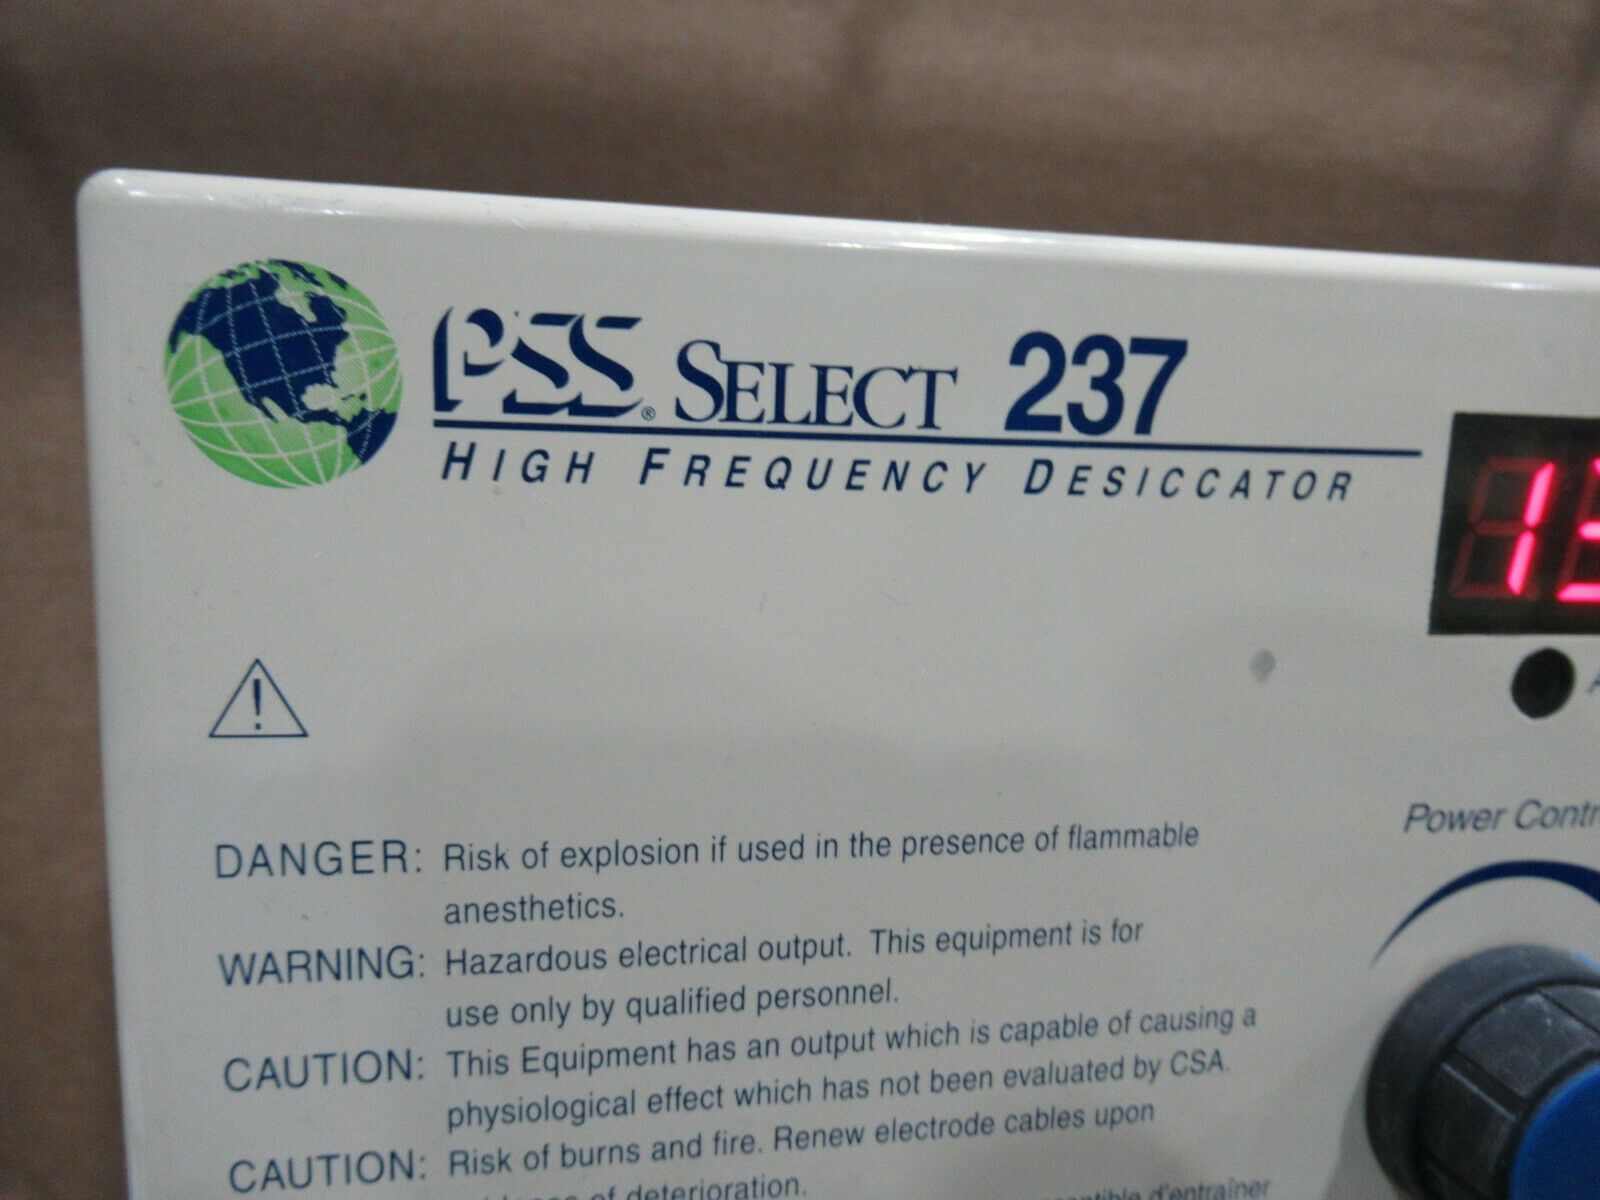 PSS® SELECT 237
HIGH FREQUENCY DESICCATOR
DANGER: Risk of explosion if used in the presence of flammable
anesthetics.
WARNING: Hazardous electrical output. This equipment is for
use only by qualified personnel.
CAUTION: This Equipment has an output which is capable of causing a
physiological effect which has not been evaluated by CSA.
CAUTION: Risk of burns and fire. Renew electrode cables upon
of deterioration.
d'entraîner
Power